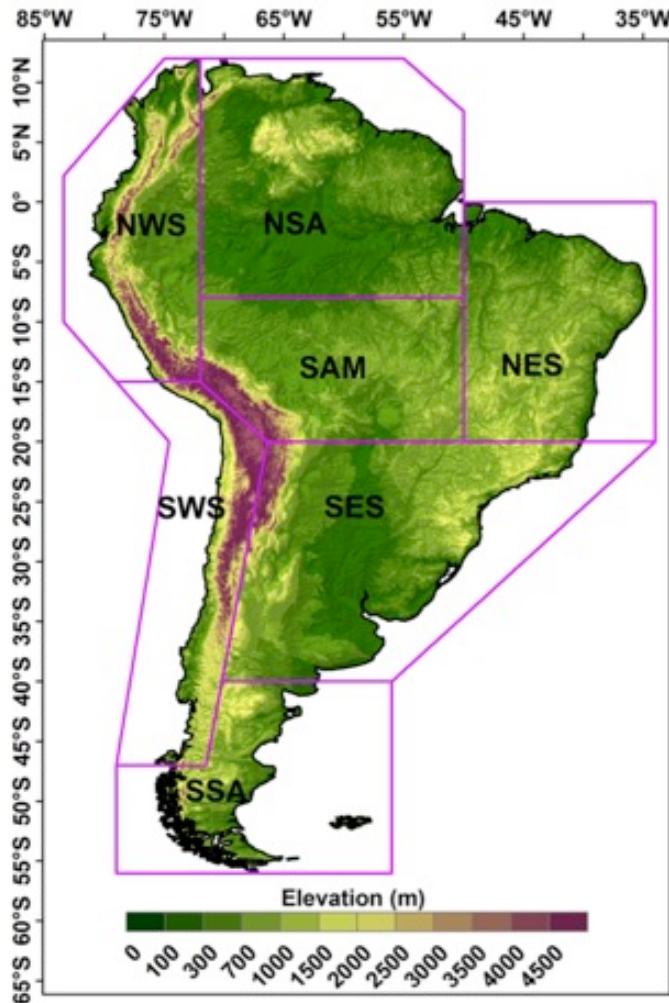 85°W 75°W 65°W 55°W 45°W 35°W
10°N
5°N
0°
5°S
10°S
15°S
20°S
25°S
30°S
35°S
40°S
45°S
50°S
55°S
60°S
65°S
NWS NSA
SAM NES
SWS SES
SSA
Elevation (m)
0 100 300 700 1000 1500 2000 2500 3000 3500 4000 4500